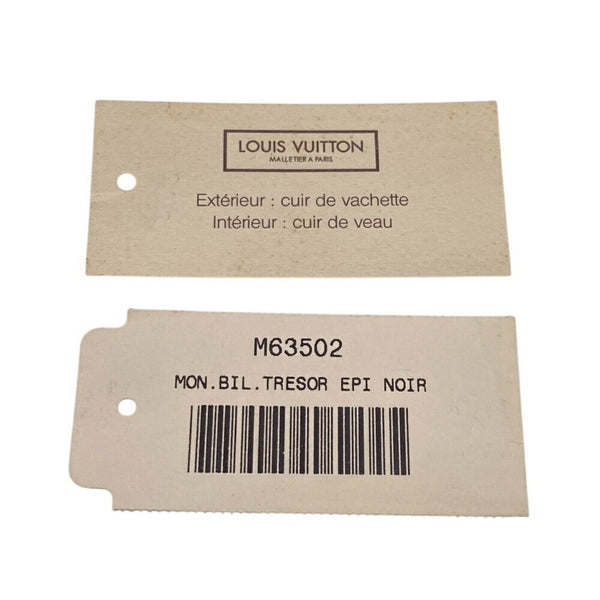 LOUIS VUITTON
MALLETIER A PARIS
Extérieur : cuir de vachette
Intérieur : cuir de veau
M63502
MON.BIL.TRESOR EPI NOIR